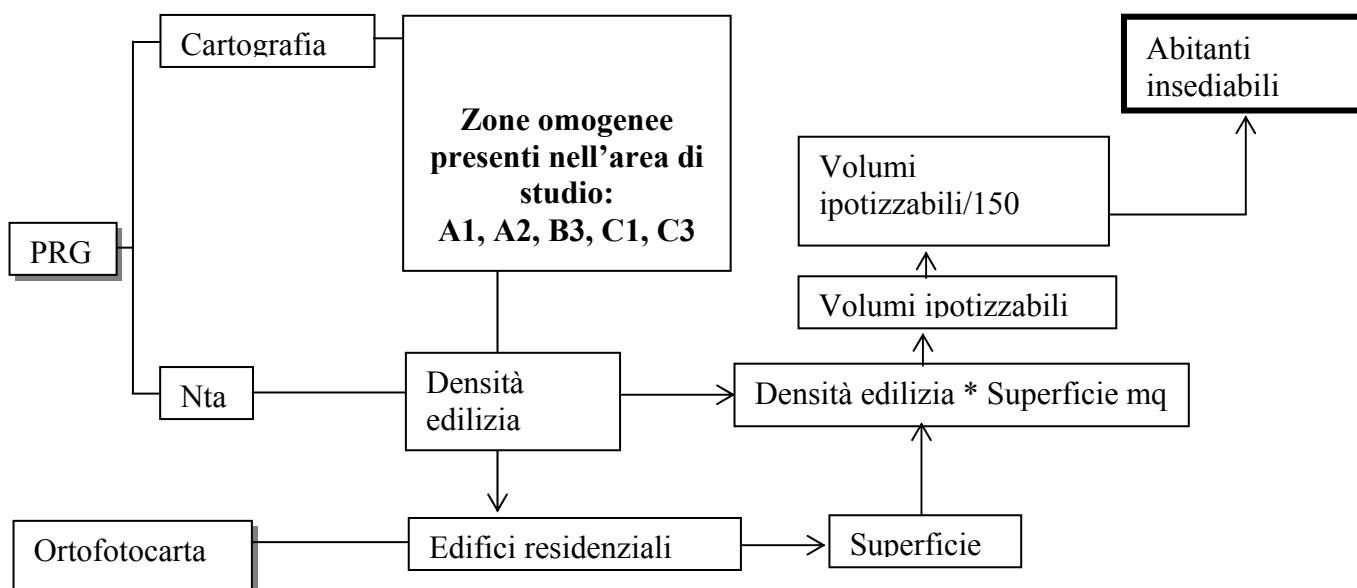 Cartografia
Zone omogenee
presenti nell’area di
studio:
A1, A2, B3, C1, C3
Abitanti
insediabili
Volumi
ipotizzabili/150
PRG
Volumi ipotizzabili
Nta
Densità
edilizia
Densità edilizia * Superficie mq
Ortofotocarta
Edifici residenziali
Superficie